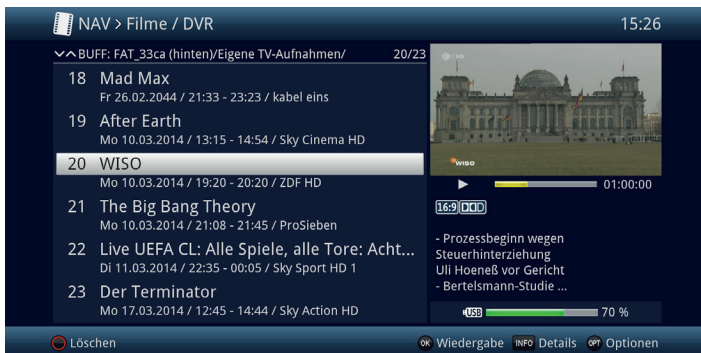 NAV > Filme / DVR 15:26
BUFF: FAT_33ca (hinten)/Eigene TV-Aufnahmen/ 20/23
18 Mad Max
Fr 26.02.2044 / 21:33 - 23:23 / kabel eins
19 After Earth
Mo 10.03.2014 / 13:15 - 14:54 / Sky Cinema HD
20 WISO
Mo 10.03.2014 / 19:20 - 20:20 / ZDF HD
21 The Big Bang Theory
Mo 10.03.2014 / 21:08 - 21:45 / ProSieben
22 Live UEFA CL: Alle Spiele, alle Tore: Acht...
Di 11.03.2014 / 22:35 - 00:05 / Sky Sport HD 1
23 Der Terminator
Mo 17.03.2014 / 12:45 - 14:44 / Sky Action HD
WISO
01:00:00
16:9
- Prozessbeginn wegen
Steuerhinterziehung
Uli Hoeneß vor Gericht
- Bertelsmann-Studie ...
USB 70 %
Löschen OK Wiedergabe INFO Details OPT Optionen